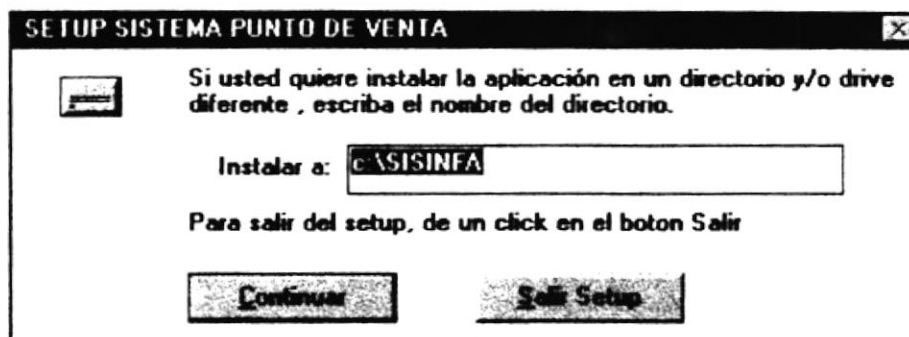 SETUP SISTEMA PUNTO DE VENTA
Si usted quiere instalar la aplicación en un directorio y/o drive
diferente , escriba el nombre del directorio.
Instalar a: c:\SISINFA
Para salir del setup, de un click en el boton Salir
Continuar Salir Setup